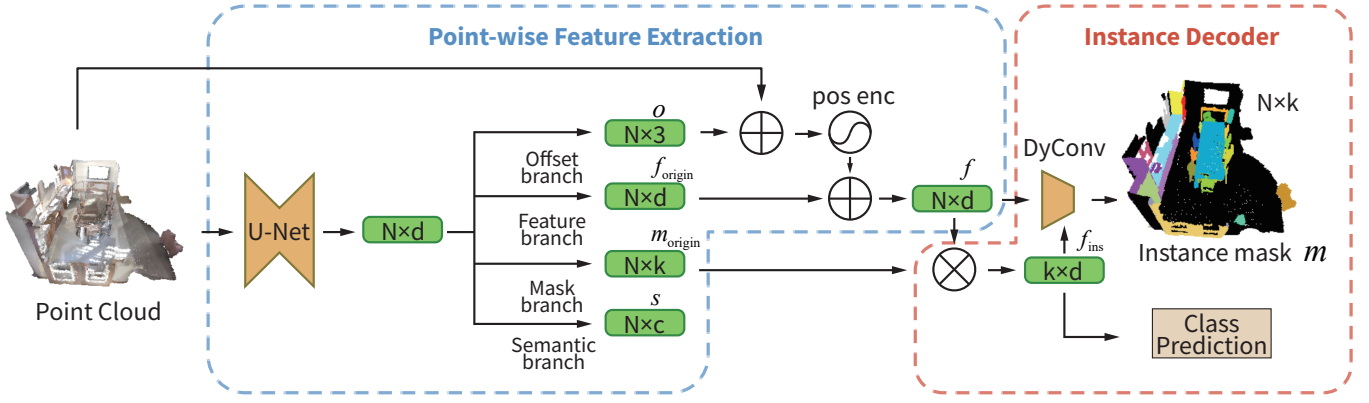 Point-wise Feature Extraction
Instance Decoder
Point Cloud
U-Net
N×d
o
N×3
Offset
branch
f_origin
N×d
Feature
branch
m_origin
N×k
Mask
branch
s
N×c
Semantic
branch
pos enc
f
N×d
DyConv
f_ins
k×d
N×k
Instance mask m
Class
Prediction